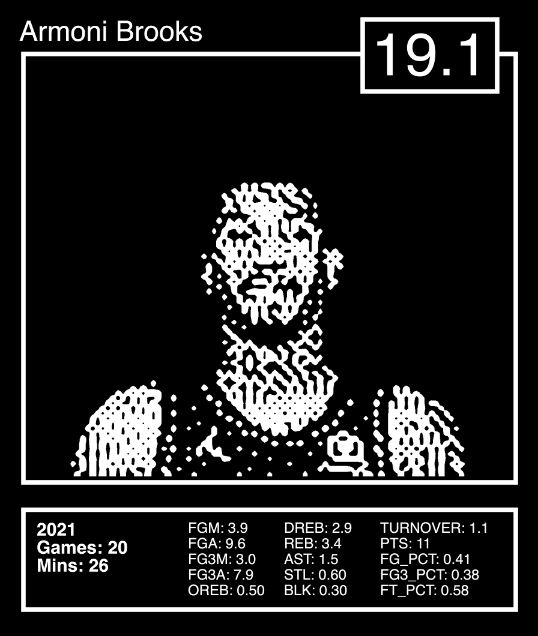 Armoni Brooks
19.1
2021
Games: 20
Mins: 26
FGM: 3.9
FGA: 9.6
FG3M: 3.0
FG3A: 7.9
OREB: 0.50
DREB: 2.9
REB: 3.4
AST: 1.5
STL: 0.60
BLK: 0.30
TURNOVER: 1.1
PTS: 11
FG_PCT: 0.41
FG3_PCT: 0.38
FT_PCT: 0.58